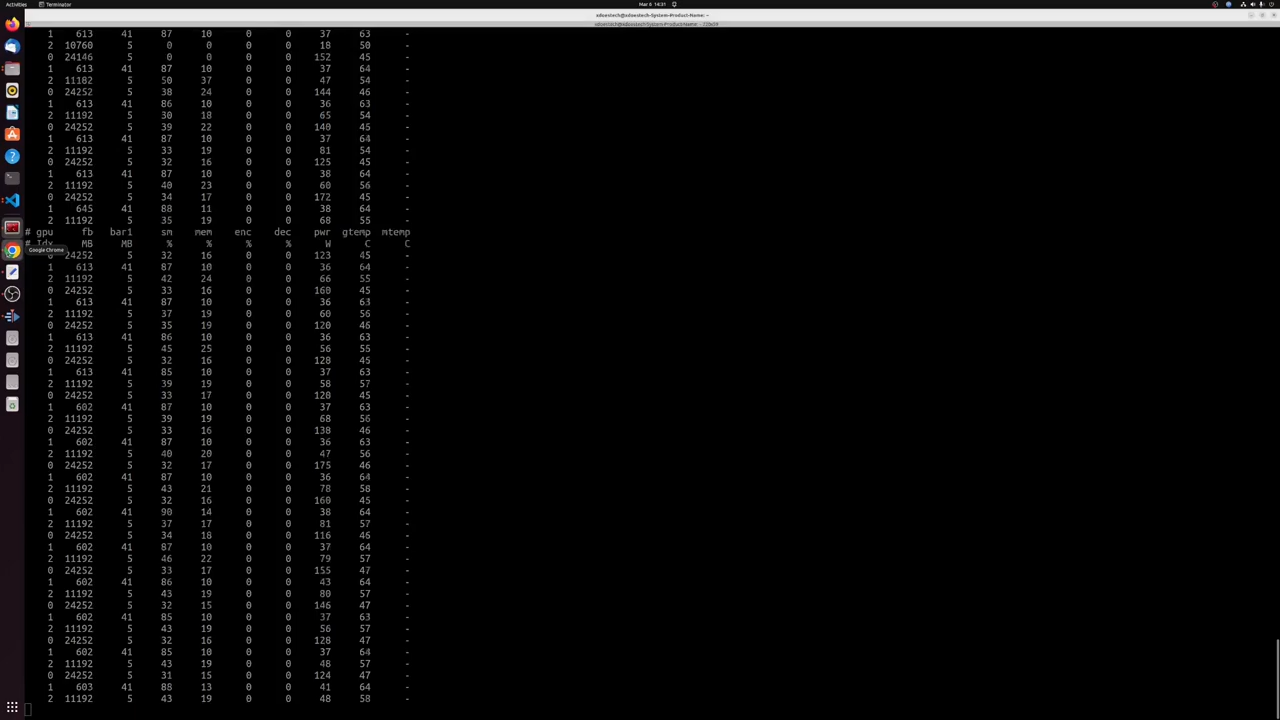 Activities
Terminator
Mar 6 14:31
xdoestech@xdoestech-System-Product-Name: ~
xdoestech@xdoestech-System-Product-Name: ~ 220x59
1 613 41 87 10 0 0 37 63 -
2 10760 5 0 0 0 0 18 50 -
0 24146 5 0 0 0 0 152 45 -
1 613 41 87 10 0 0 37 64 -
2 11182 5 50 37 0 0 47 54 -
0 24252 5 38 24 0 0 144 46 -
1 613 41 86 10 0 0 36 63 -
2 11192 5 30 18 0 0 65 54 -
0 24252 5 39 22 0 0 140 45 -
1 613 41 87 10 0 0 37 64 -
2 11192 5 33 19 0 0 81 54 -
0 24252 5 32 16 0 0 125 45 -
1 613 41 87 10 0 0 38 64 -
2 11192 5 40 23 0 0 60 56 -
0 24252 5 34 17 0 0 172 45 -
1 645 41 88 11 0 0 38 64 -
2 11192 5 35 19 0 0 68 55 -
# gpu fb bar1 sm mem enc dec pwr gtemp mtemp
# Idx MB MB % % % % W C C
Google Chrome
0 24252 5 32 16 0 0 123 45 -
1 613 41 87 10 0 0 36 64 -
2 11192 5 42 24 0 0 66 55 -
0 24252 5 33 16 0 0 160 45 -
1 613 41 87 10 0 0 36 63 -
2 11192 5 37 19 0 0 60 56 -
0 24252 5 35 19 0 0 120 46 -
1 613 41 86 10 0 0 36 63 -
2 11192 5 45 25 0 0 56 55 -
0 24252 5 32 16 0 0 128 45 -
1 613 41 85 10 0 0 37 63 -
2 11192 5 39 19 0 0 58 57 -
0 24252 5 33 17 0 0 120 45 -
1 602 41 87 10 0 0 37 63 -
2 11192 5 39 19 0 0 68 56 -
0 24252 5 33 16 0 0 138 46 -
1 602 41 87 10 0 0 36 63 -
2 11192 5 40 20 0 0 47 56 -
0 24252 5 32 17 0 0 175 46 -
1 602 41 87 10 0 0 36 64 -
2 11192 5 43 21 0 0 78 58 -
0 24252 5 32 16 0 0 160 45 -
1 602 41 90 14 0 0 38 64 -
2 11192 5 37 17 0 0 81 57 -
0 24252 5 34 18 0 0 116 46 -
1 602 41 87 10 0 0 37 64 -
2 11192 5 46 22 0 0 79 57 -
0 24252 5 33 17 0 0 155 47 -
1 602 41 86 10 0 0 43 64 -
2 11192 5 43 19 0 0 80 57 -
0 24252 5 32 15 0 0 146 47 -
1 602 41 85 10 0 0 37 63 -
2 11192 5 43 19 0 0 56 57 -
0 24252 5 32 16 0 0 128 47 -
1 602 41 85 10 0 0 37 64 -
2 11192 5 43 19 0 0 48 57 -
0 24252 5 31 15 0 0 124 47 -
1 603 41 88 13 0 0 41 64 -
2 11192 5 43 19 0 0 48 58 -